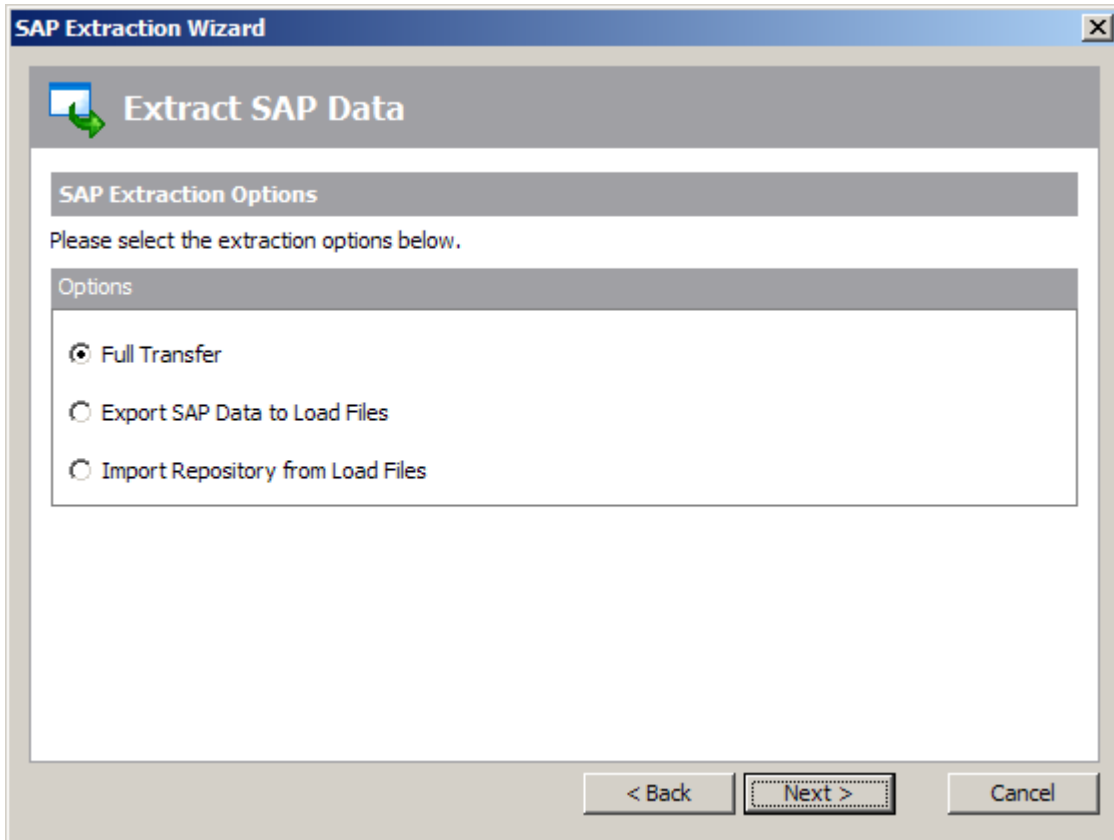 SAP Extraction Wizard
Extract SAP Data
SAP Extraction Options
Please select the extraction options below.
Options
Full Transfer
Export SAP Data to Load Files
Import Repository from Load Files
< Back Next > Cancel